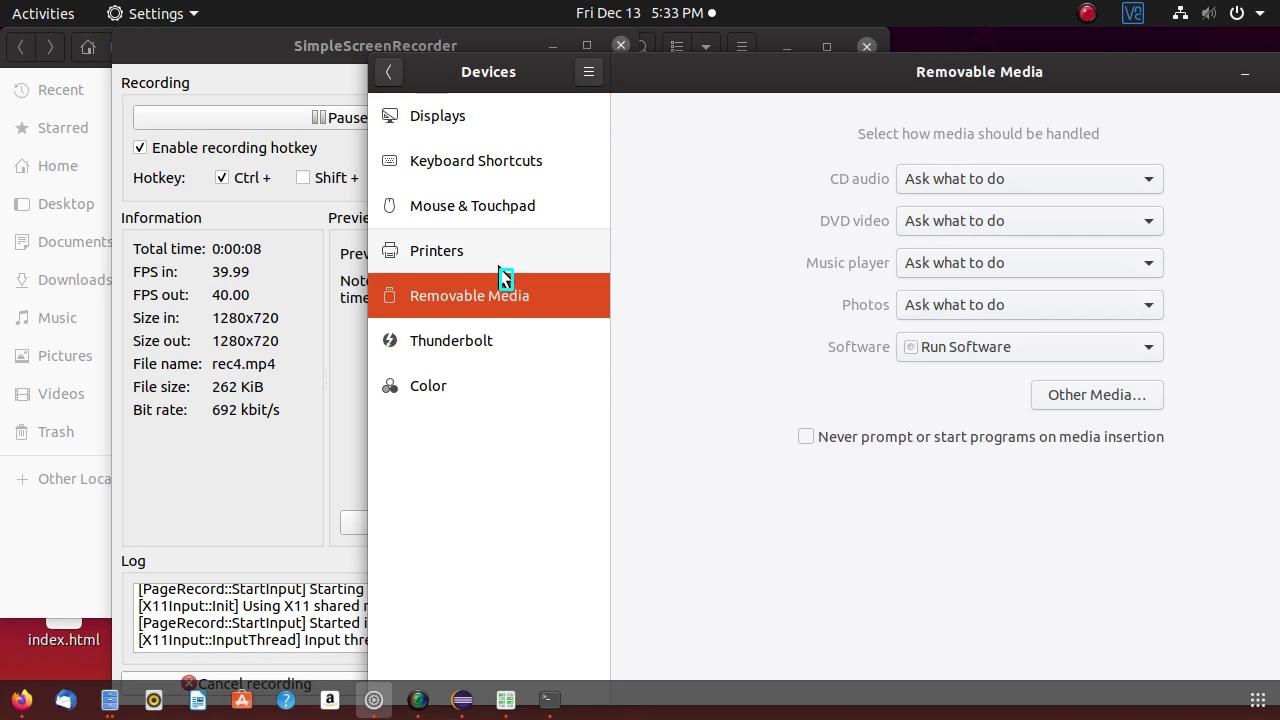 Activities
Settings
Fri Dec 13 5:33 PM
SimpleScreenRecorder
Devices
Removable Media
Recent
Starred
Home
Desktop
Documents
Downloads
Music
Pictures
Videos
Trash
Other Loca
index.html
Recording
Pause
Enable recording hotkey
Hotkey: Ctrl + Shift +
Information
Total time: 0:00:08
FPS in: 39.99
FPS out: 40.00
Size in: 1280x720
Size out: 1280x720
File name: rec4.mp4
File size: 262 KiB
Bit rate: 692 kbit/s
Previe
Prev
Note
time
Log
[PageRecord::StartInput] Starting
[X11Input::Init] Using X11 shared
[PageRecord::StartInput] Started i
[X11Input::InputThread] Input thre
Cancel recording
Displays
Keyboard Shortcuts
Mouse & Touchpad
Printers
Removable Media
Thunderbolt
Color
Select how media should be handled
CD audio Ask what to do
DVD video Ask what to do
Music player Ask what to do
Photos Ask what to do
Software Run Software
Other Media…
Never prompt or start programs on media insertion